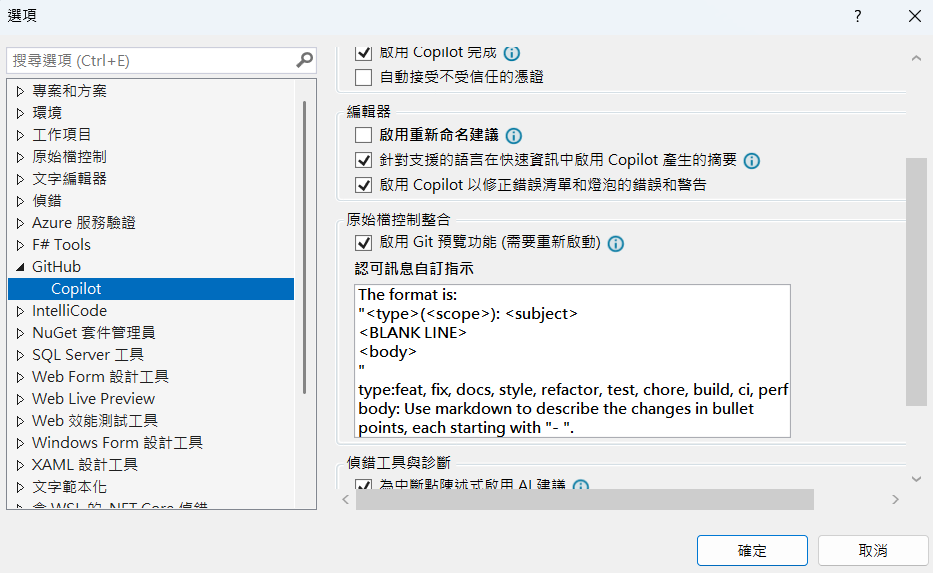 選項
搜尋選項 (Ctrl+E)
專案和方案
環境
工作項目
原始檔控制
文字編輯器
偵錯
Azure 服務驗證
F# Tools
GitHub
Copilot
IntelliCode
NuGet 套件管理員
SQL Server 工具
Web Form 設計工具
Web Live Preview
Web 效能測試工具
Windows Form 設計工具
XAML 設計工具
文字範本化
含 WSL 的 .NET Core 偵錯
啟用 Copilot 完成
自動接受不受信任的憑證
編輯器
啟用重新命名建議
針對支援的語言在快速資訊中啟用 Copilot 產生的摘要
啟用 Copilot 以修正錯誤清單和燈泡的錯誤和警告
原始檔控制整合
啟用 Git 預覽功能 (需要重新啟動)
認可訊息自訂指示
The format is:
"<type>(<scope>): <subject>
<BLANK LINE>
<body>
"
type:feat, fix, docs, style, refactor, test, chore, build, ci, perf
body: Use markdown to describe the changes in bullet
points, each starting with "- ".
偵錯工具與診斷
為中斷點陳述式啟用 AI 建議
確定
取消